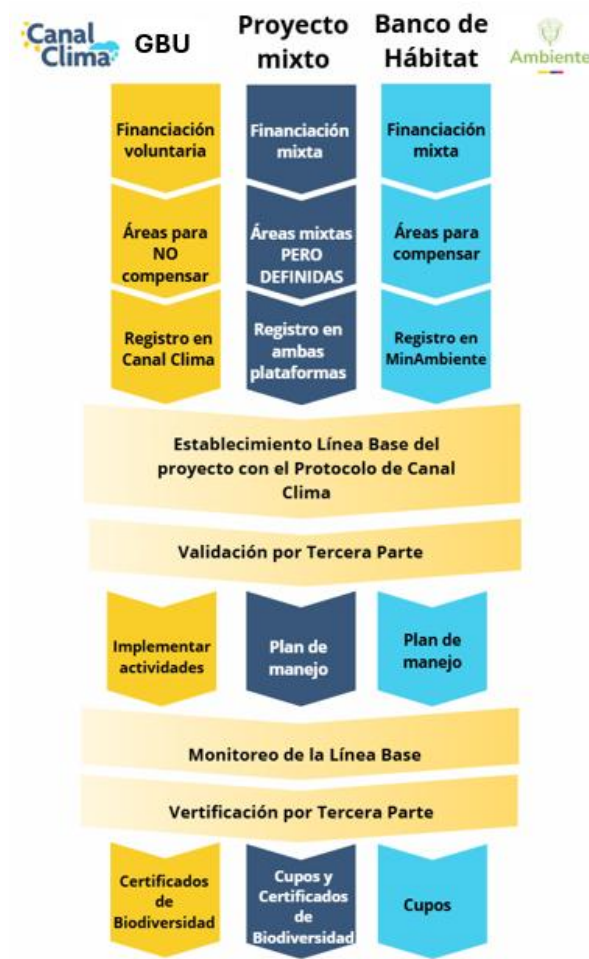 Canal
Clima
GBU
Proyecto
mixto
Banco de
Hábitat
Ambiente
Financiación
voluntaria
Financiación
mixta
Financiación
mixta
Áreas para
NO
compensar
Áreas mixtas
PERO
DEFINIDAS
Áreas para
compensar
Registro en
Canal Clima
Registro en
ambas
plataformas
Registro en
MinAmbiente
Establecimiento Línea Base del
proyecto con el Protocolo de Canal
Clima
Validación por Tercera Parte
Implementar
actividades
Plan de
manejo
Plan de
manejo
Monitoreo de la Línea Base
Vertificación por Tercera Parte
Certificados
de
Biodiversidad
Cupos y
Certificados
de
Biodiversidad
Cupos